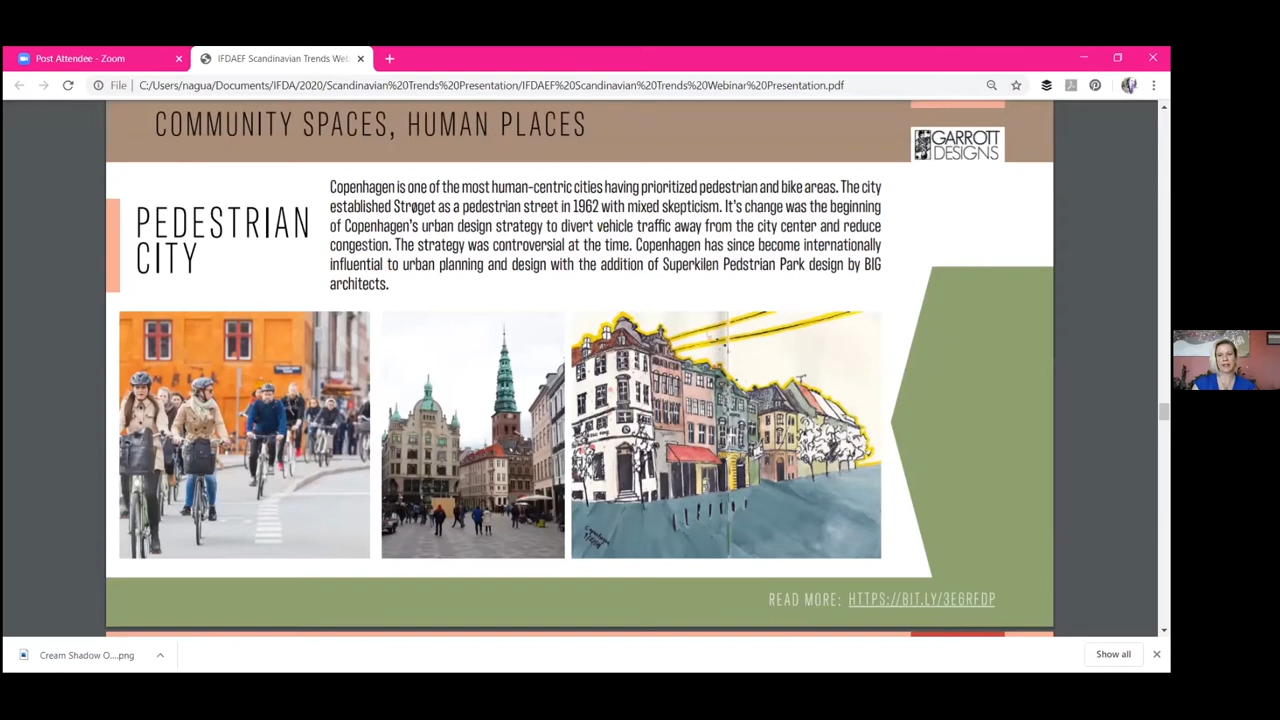 Post Attendee - Zoom
IFDAEF Scandinavian Trends Web
File
C:/Users/nagua/Documents/IFDA/2020/Scandinavian%20Trends%20Presentation/IFDAEF%20Scandinavian%20Trends%20Webinar%20Presentation.pdf
COMMUNITY SPACES, HUMAN PLACES
GARROTT
DESIGNS
PEDESTRIAN
CITY
Copenhagen is one of the most human-centric cities having prioritized pedestrian and bike areas. The city
established Strøget as a pedestrian street in 1962 with mixed skepticism. It's change was the beginning
of Copenhagen's urban design strategy to divert vehicle traffic away from the city center and reduce
congestion. The strategy was controversial at the time. Copenhagen has since become internationally
influential to urban planning and design with the addition of Superkilen Pedstrian Park design by BIG
architects.
Copenhagen
READ MORE: HTTPS://BIT.LY/3E6RFDP
Cream Shadow O....png
Show all